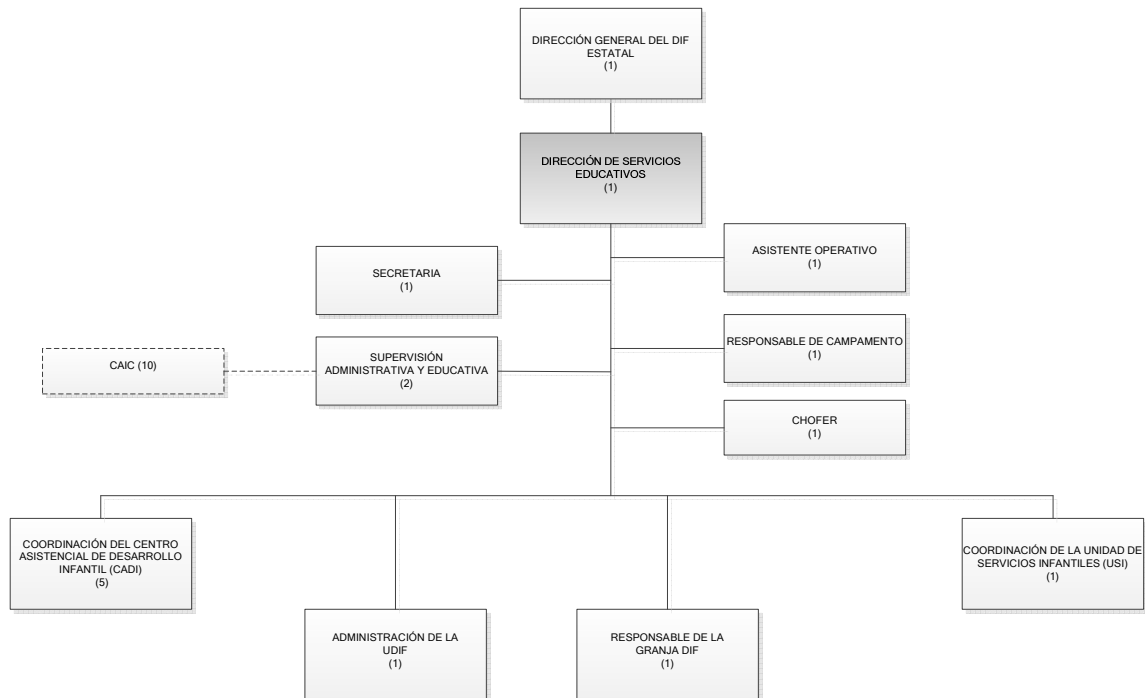 DIRECCIÓN GENERAL DEL DIF
ESTATAL
(1)
DIRECCIÓN DE SERVICIOS
EDUCATIVOS
(1)
ASISTENTE OPERATIVO
(1)
SECRETARIA
(1)
RESPONSABLE DE CAMPAMENTO
(1)
CAIC (10)
SUPERVISIÓN
ADMINISTRATIVA Y EDUCATIVA
(2)
CHOFER
(1)
COORDINACIÓN DEL CENTRO
ASISTENCIAL DE DESARROLLO
INFANTIL (CADI)
(5)
ADMINISTRACIÓN DE LA
UDIF
(1)
RESPONSABLE DE LA
GRANJA DIF
(1)
COORDINACIÓN DE LA UNIDAD DE
SERVICIOS INFANTILES (USI)
(1)